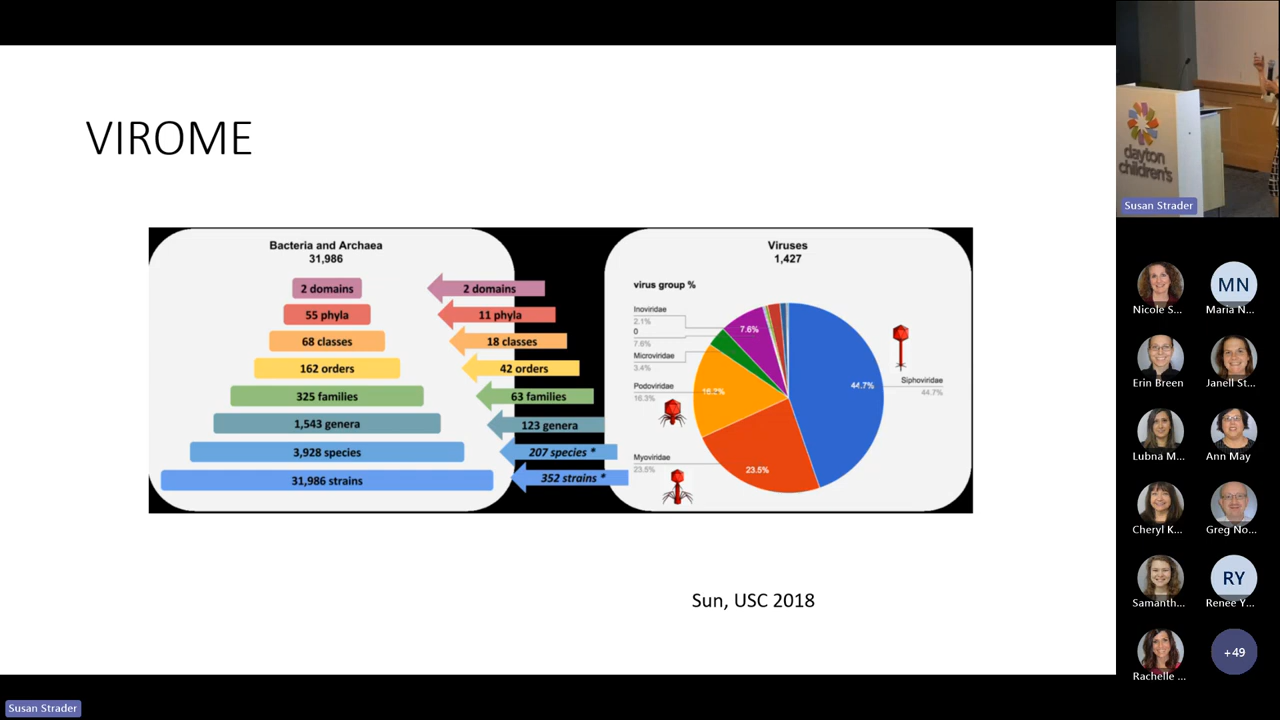 VIROME
Bacteria and Archaea
31,986
2 domains
2 domains
55 phyla
11 phyla
68 classes
18 classes
162 orders
42 orders
325 families
63 families
1,543 genera
123 genera
3,928 species
207 species *
31,986 strains
352 strains *
Viruses
1,427
virus group %
Inoviridae
2.1%
0
7.6%
Microviridae
3.4%
Podoviridae
16.3%
Myoviridae
23.5%
7.6%
16.2%
23.5%
44.7%
Siphoviridae
44.7%
Sun, USC 2018
dayton
children's
Susan Strader
Nicole S...
MN
Maria N...
Erin Breen
Janell St...
Lubna M...
Ann May
Cheryl K...
Greg No...
Samanth...
RY
Renee Y...
Rachelle ...
+49
Susan Strader